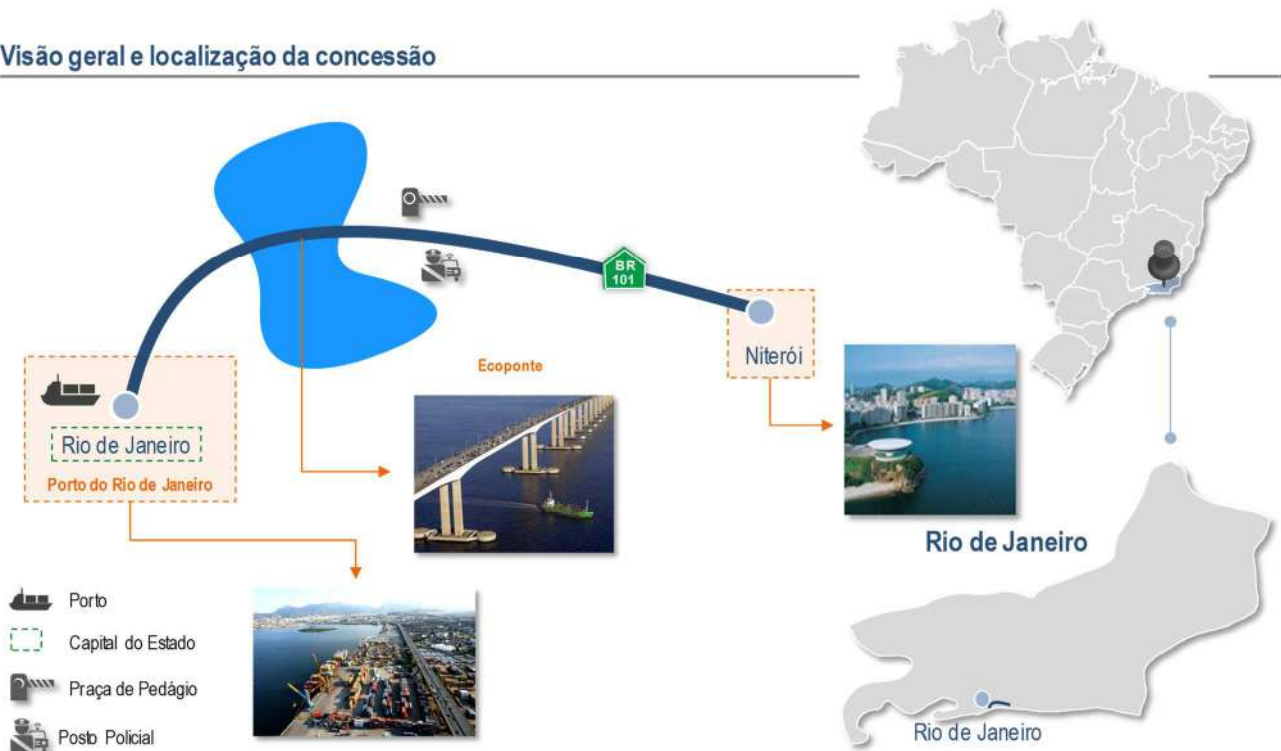 Visão geral e localização da concessão
BR
101
Niterói
Ecoponte
Rio de Janeiro
Porto do Rio de Janeiro
Rio de Janeiro
Porto
Capital do Estado
Praça de Pedágio
Posto Policial
Rio de Janeiro